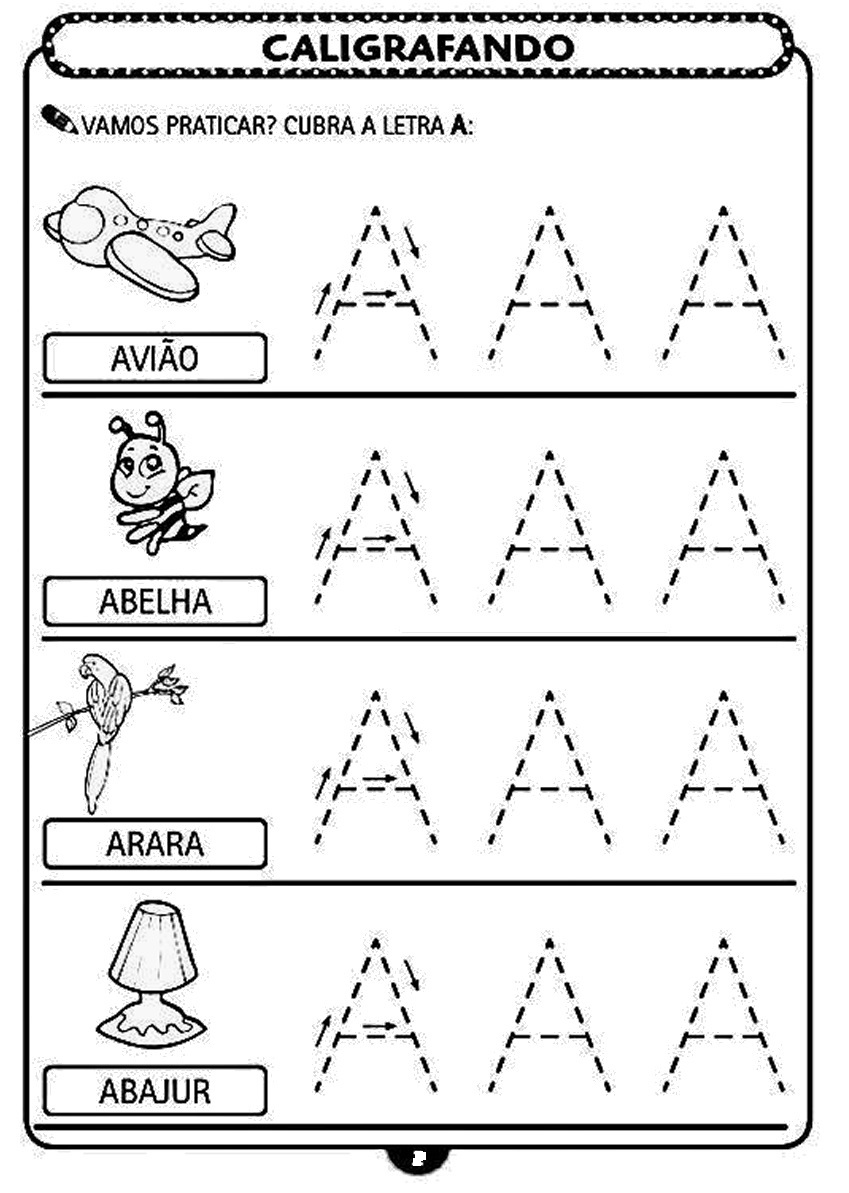 CALIGRAFANDO
VAMOS PRATICAR? CUBRA A LETRA A:
A A A
AVIÃO
A A A
ABELHA
A A A
ARARA
A A A
ABAJUR